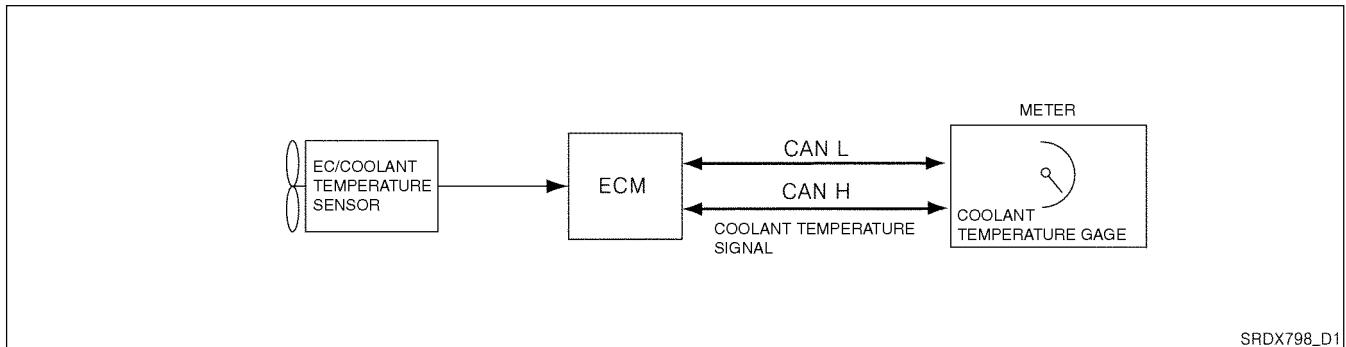 EC/COOLANT
TEMPERATURE
SENSOR
ECM
CAN L
CAN H
COOLANT TEMPERATURE
SIGNAL
METER
COOLANT
TEMPERATURE GAGE
SRDX798_D1